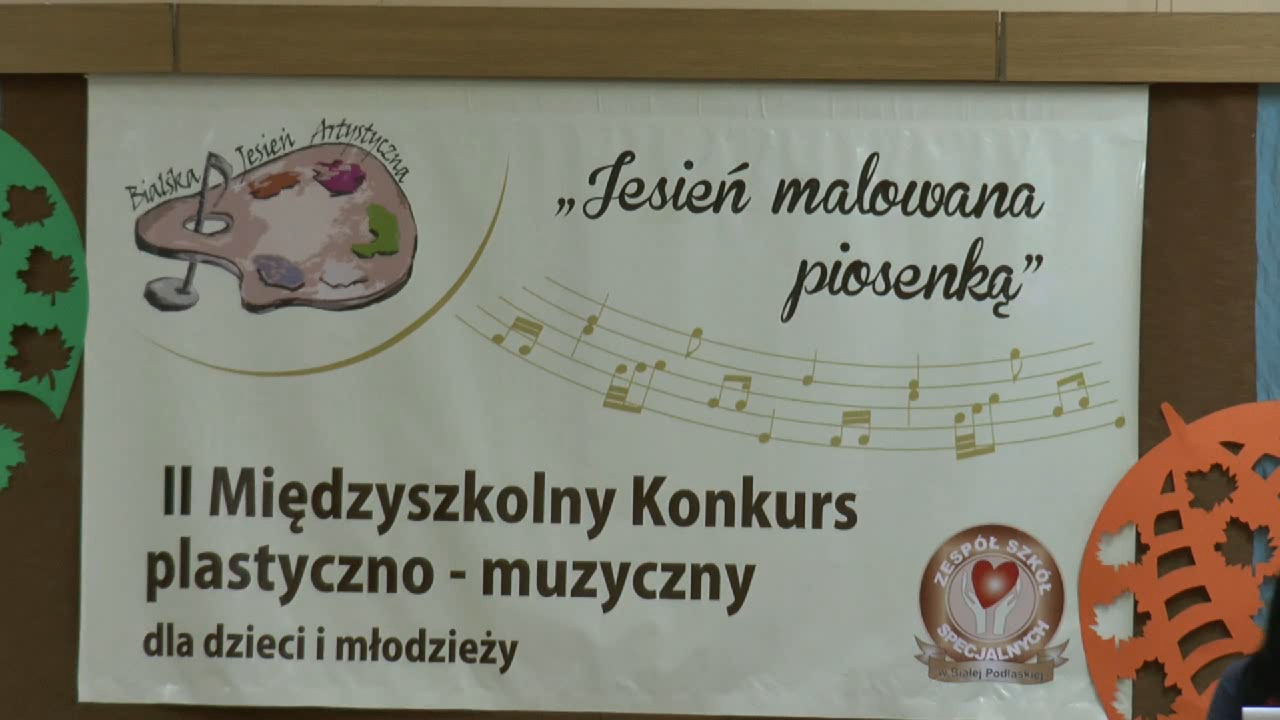 Bialska Jesień Artystyczna
„Jesień malowana
piosenką”
II Międzyszkolny Konkurs
plastyczno - muzyczny
dla dzieci i młodzieży
ZESPÓŁ SZKÓŁ
SPECJALNYCH
w Białej Podlaskiej